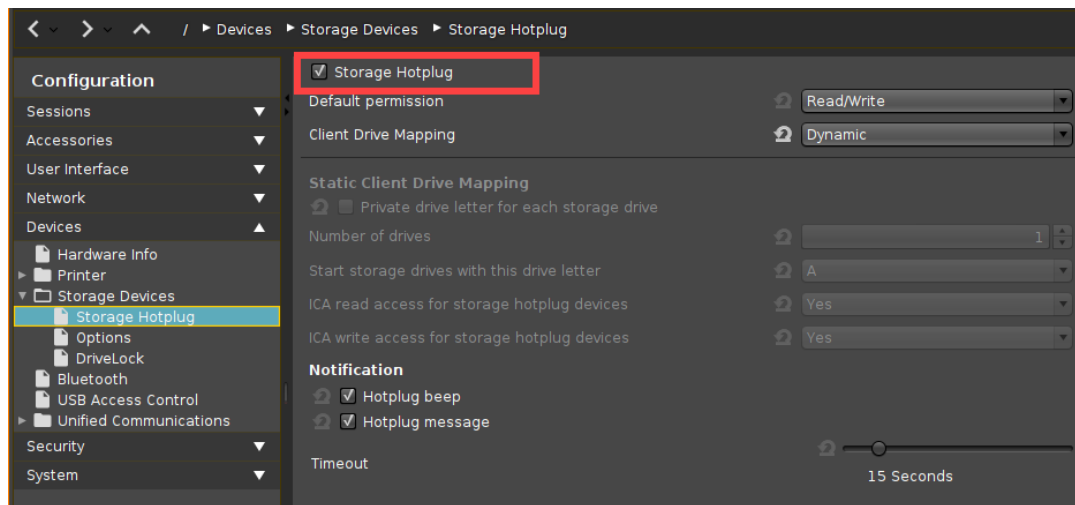 / Devices Storage Devices Storage Hotplug
Configuration
Sessions
Accessories
User Interface
Network
Devices
Hardware Info
Printer
Storage Devices
Storage Hotplug
Options
DriveLock
Bluetooth
USB Access Control
Unified Communications
Security
System
Storage Hotplug
Default permission Read/Write
Client Drive Mapping Dynamic
Static Client Drive Mapping
Private drive letter for each storage drive
Number of drives 1
Start storage drives with this drive letter A
ICA read access for storage hotplug devices Yes
ICA write access for storage hotplug devices Yes
Notification
Hotplug beep
Hotplug message
Timeout
15 Seconds